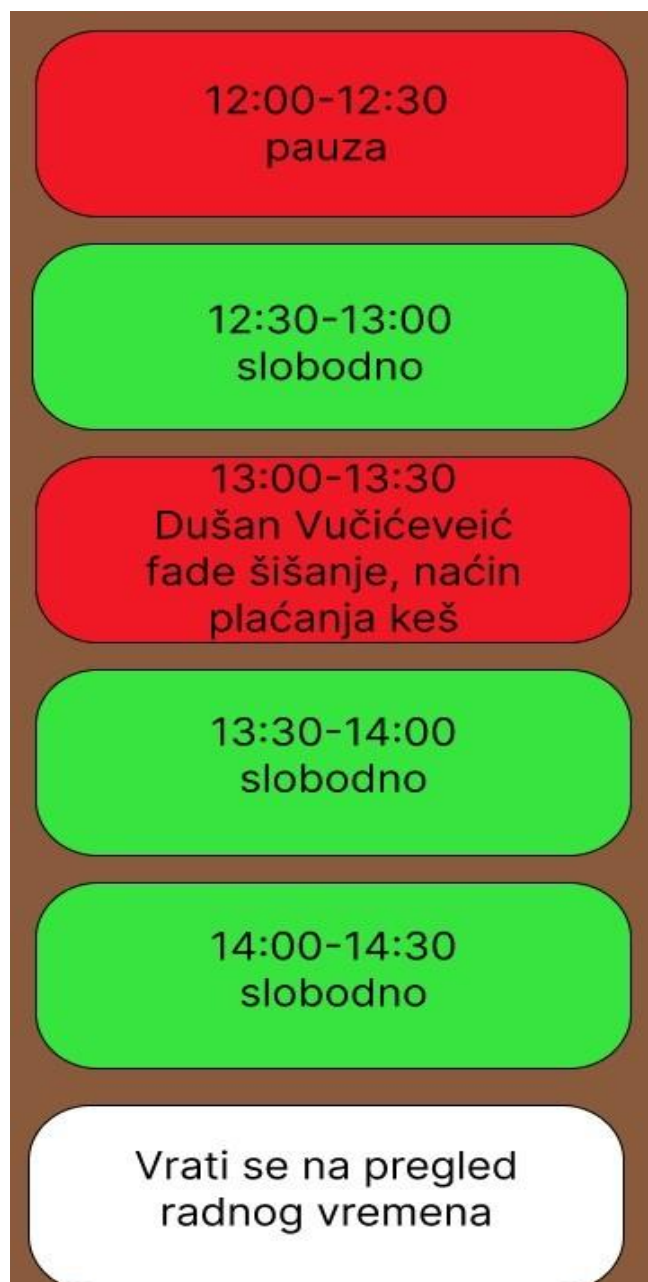 12:00-12:30
pauza
12:30-13:00
slobodno
13:00-13:30
Dušan Vučićeveić
fade šišanje, naćin
plaćanja keš
13:30-14:00
slobodno
14:00-14:30
slobodno
Vrati se na pregled
radnog vremena